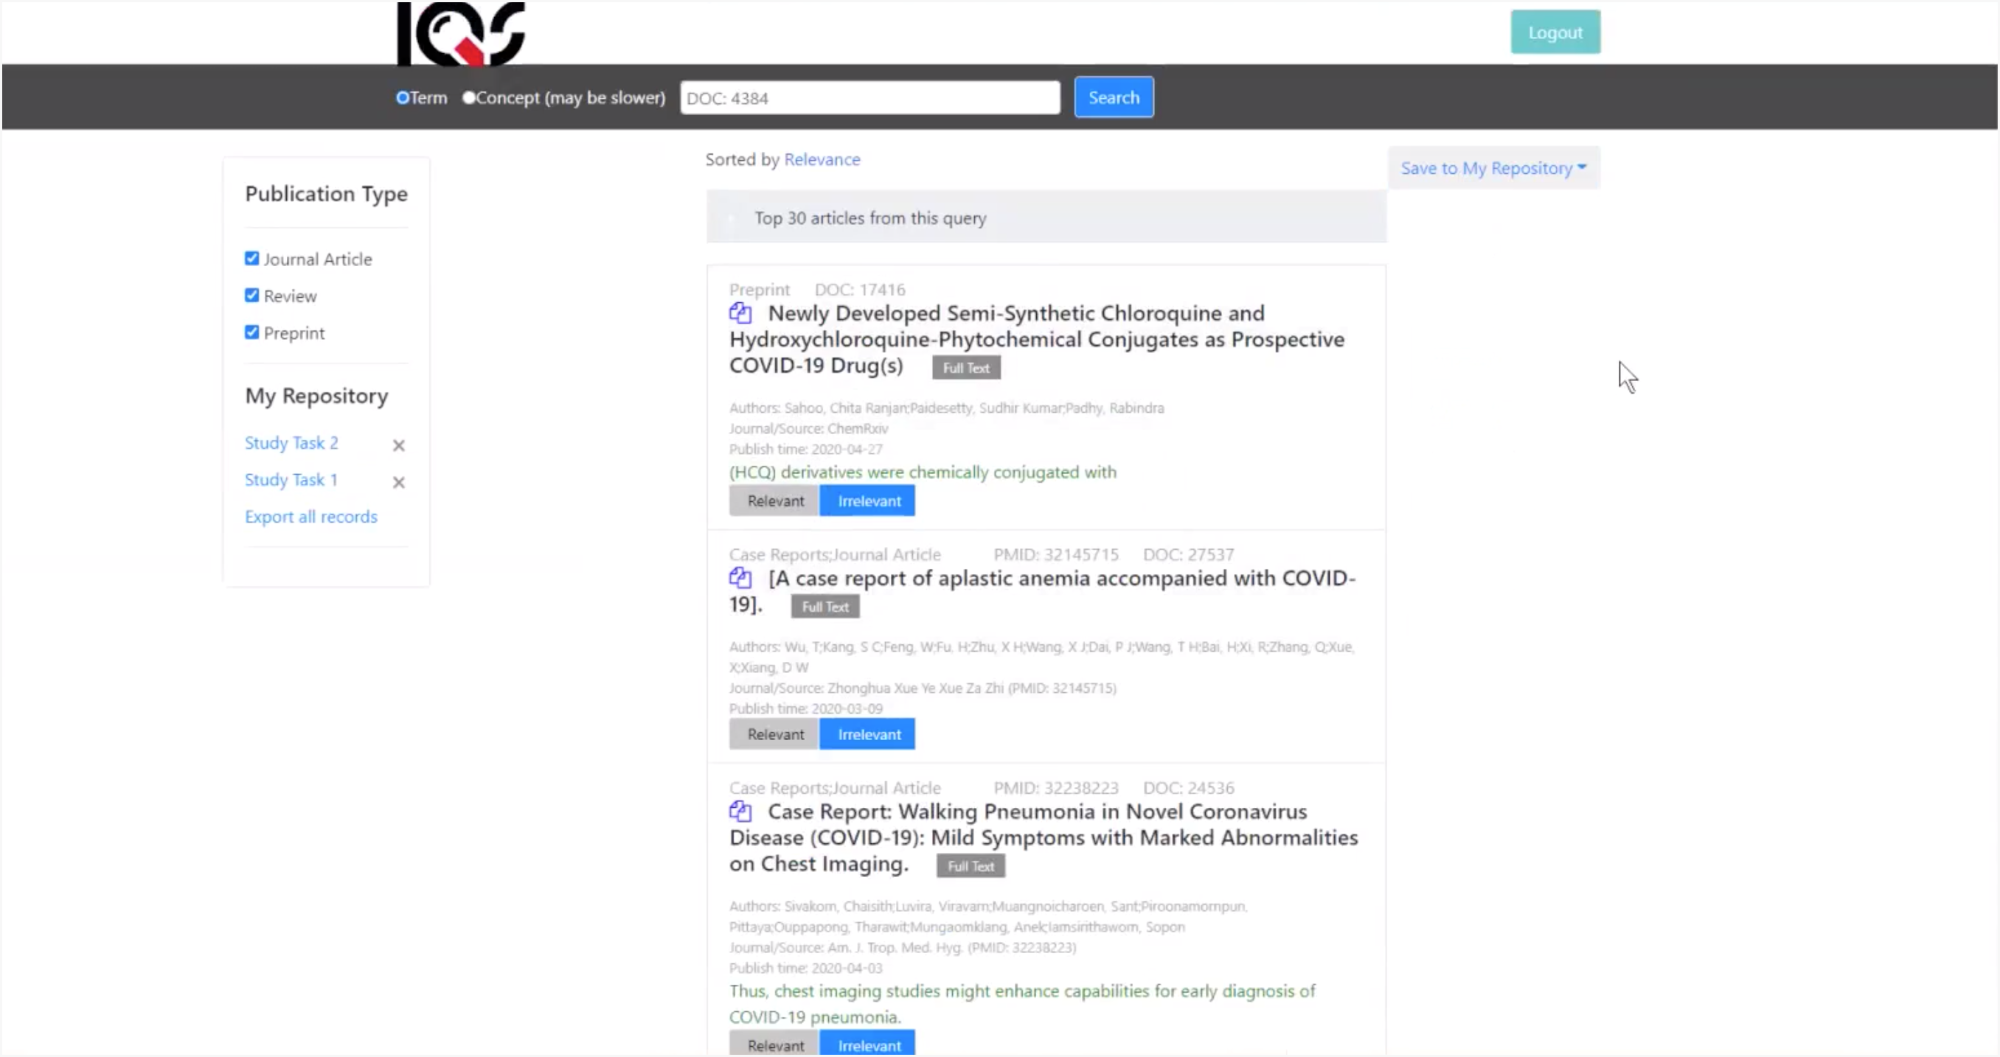 IQS
Logout
Term Concept (may be slower) DOC: 4384 Search
Sorted by Relevance
Save to My Repository
Publication Type
Journal Article
Review
Preprint
My Repository
Study Task 2
Study Task 1
Export all records
Top 30 articles from this query
Preprint DOC: 17416
Newly Developed Semi-Synthetic Chloroquine and
Hydroxychloroquine-Phytochemical Conjugates as Prospective
COVID-19 Drug(s) Full Text
Authors: Sahoo, Chita Ranjan;Paidesetty, Sudhir Kumar;Padhy, Rabindra
Journal/Source: ChemRxiv
Publish time: 2020-04-27
(HCQ) derivatives were chemically conjugated with
Relevant Irrelevant
Case Reports;Journal Article PMID: 32145715 DOC: 27537
[A case report of aplastic anemia accompanied with COVID-
19]. Full Text
Authors: Wu, T;Kang, S C;Feng, W;Fu, H;Zhu, X H;Wang, X J;Dai, P J;Wang, T H;Bai, H;Xi, R;Zhang, Q;Xue,
X;Xiang, D W
Journal/Source: Zhonghua Xue Ye Xue Za Zhi (PMID: 32145715)
Publish time: 2020-03-09
Relevant Irrelevant
Case Reports;Journal Article PMID: 32238223 DOC: 24536
Case Report: Walking Pneumonia in Novel Coronavirus
Disease (COVID-19): Mild Symptoms with Marked Abnormalities
on Chest Imaging. Full Text
Authors: Sivakorn, Chaisith;Luvira, Viravarn;Muangnoicharoen, Sant;Piroonamornpun,
Pittaya;Ouppapong, Tharawit;Mungaomklang, Anek;Iamsirithaworn, Sopon
Journal/Source: Am. J. Trop. Med. Hyg. (PMID: 32238223)
Publish time: 2020-04-03
Thus, chest imaging studies might enhance capabilities for early diagnosis of
COVID-19 pneumonia.
Relevant Irrelevant